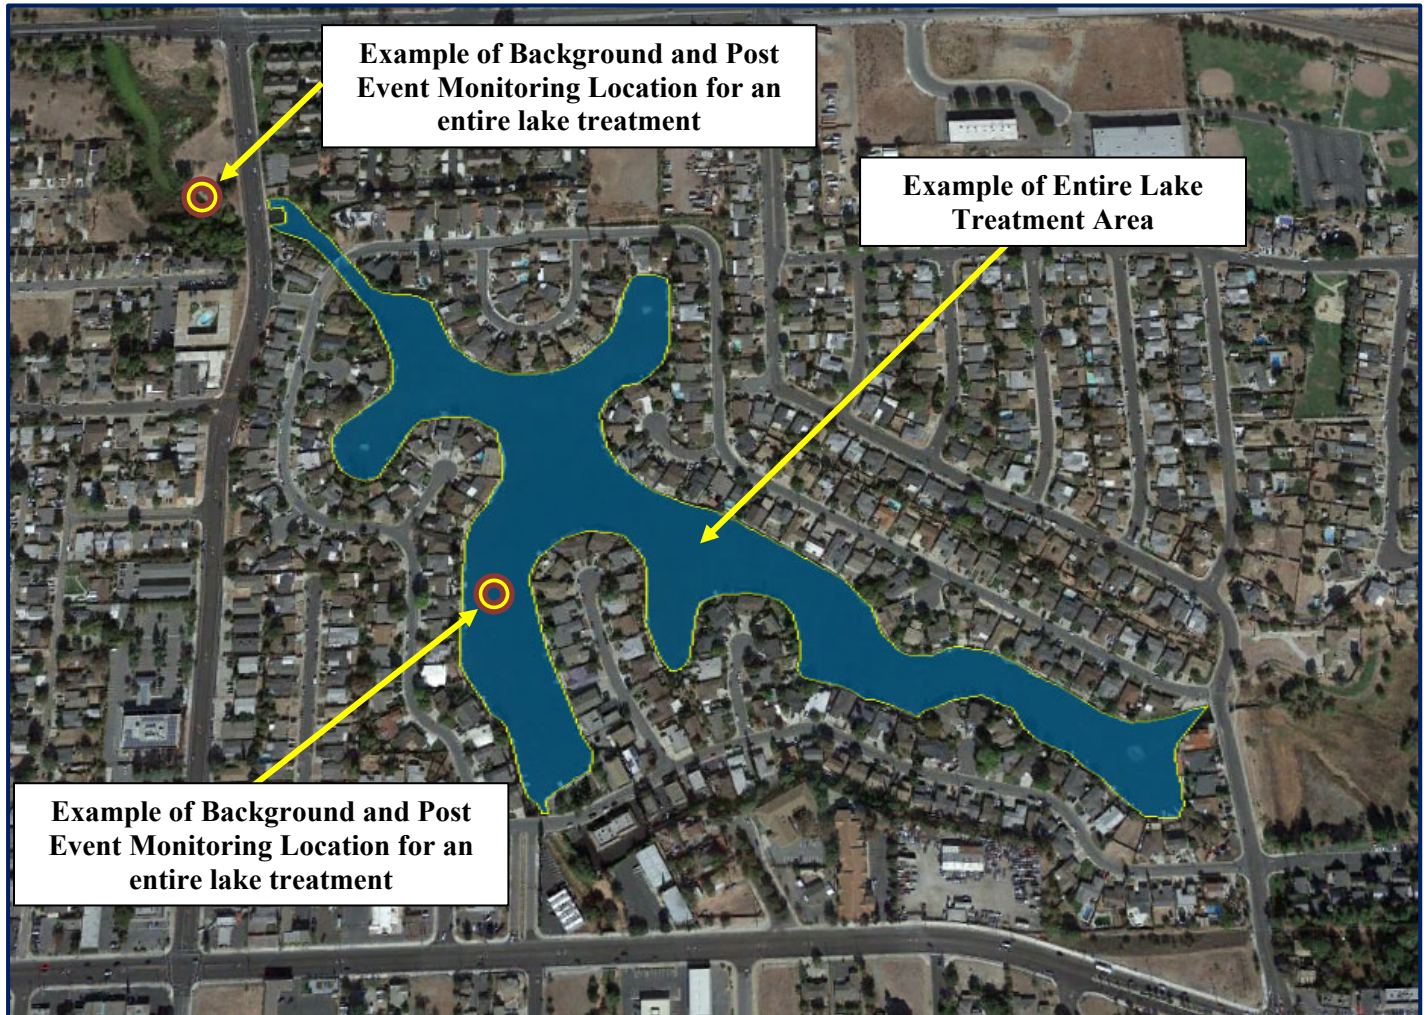 Example of Background and Post
Event Monitoring Location for an
entire lake treatment
Example of Entire Lake
Treatment Area
Example of Background and Post
Event Monitoring Location for an
entire lake treatment